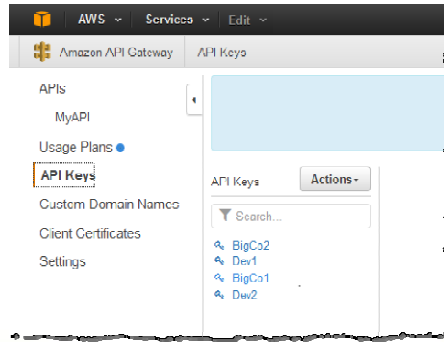 AWS Services Edit
Amazon API Gateway API Keys
APIs
MyAPI
Usage Plans
API Keys
Custom Domain Names
Client Certificates
Settings
API Keys Actions
Search...
BigCo2
Dev1
BigCo1
Dev2